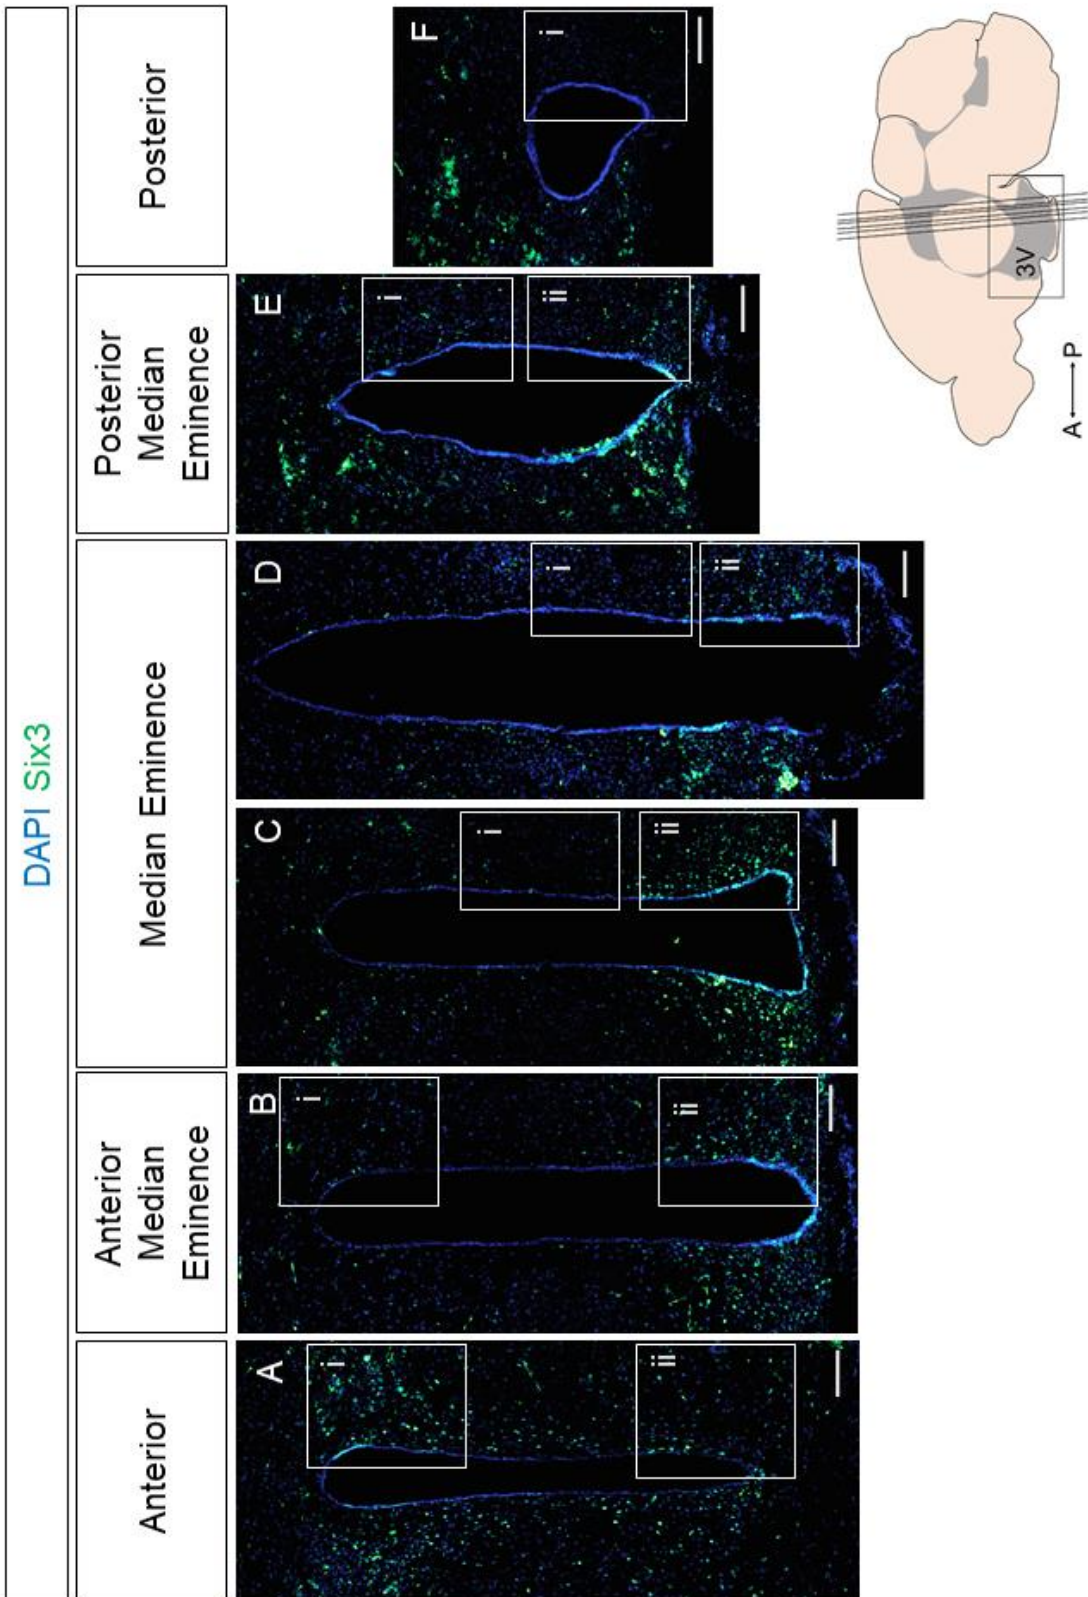 DAPI Six3
Anterior
Anterior
Median
Eminence
Median Eminence
Posterior
Median
Eminence
Posterior
A
i
ii
B
i
ii
C
i
ii
D
i
ii
E
i
ii
F
i
3V
A P